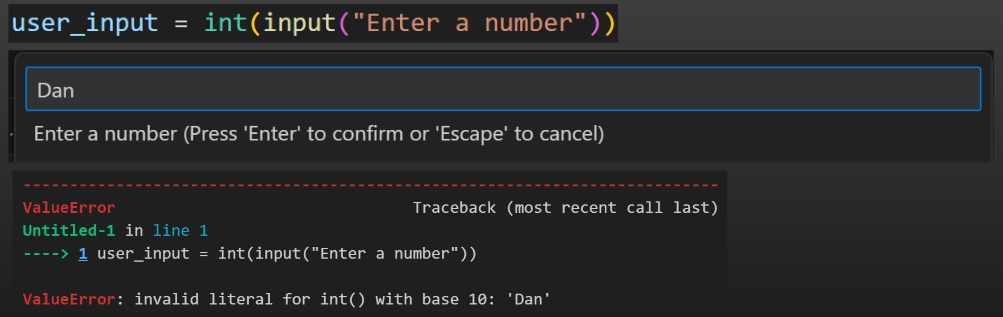 user_input = int(input("Enter a number"))
Dan
Enter a number (Press 'Enter' to confirm or 'Escape' to cancel)
---------------------------------------------------------------------------
ValueError                                Traceback (most recent call last)
Untitled-1 in line 1
----> 1 user_input = int(input("Enter a number"))
ValueError: invalid literal for int() with base 10: 'Dan'